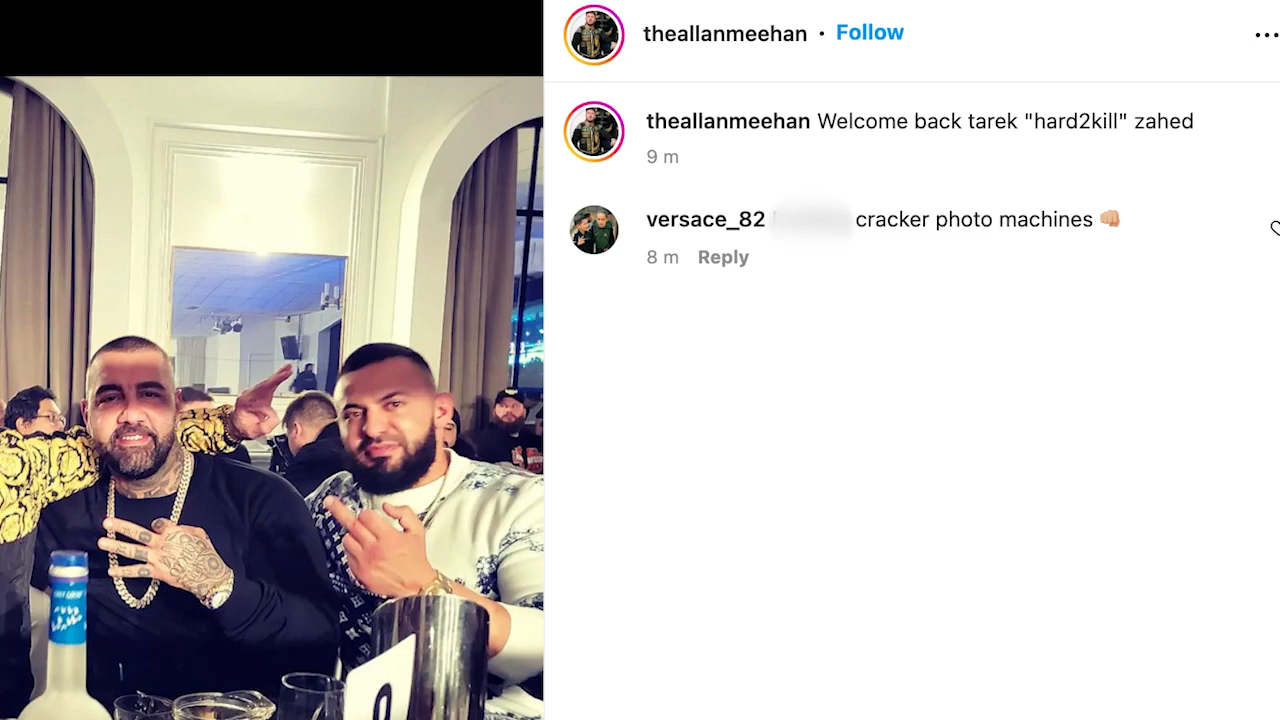 theallanmeehan • Follow
theallanmeehan Welcome back tarek "hard2kill" zahed
9 m
versace_82 cracker photo machines 👊🏼
8 m Reply